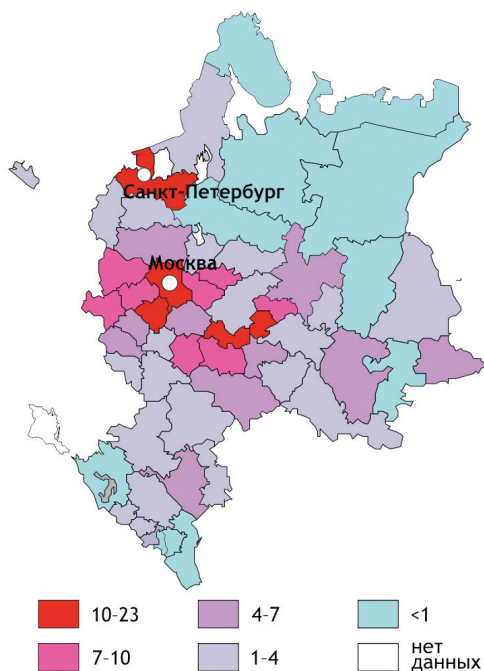 Санкт-Петербург
Москва
10-23
4-7
<1
7-10
1-4
нет
данных